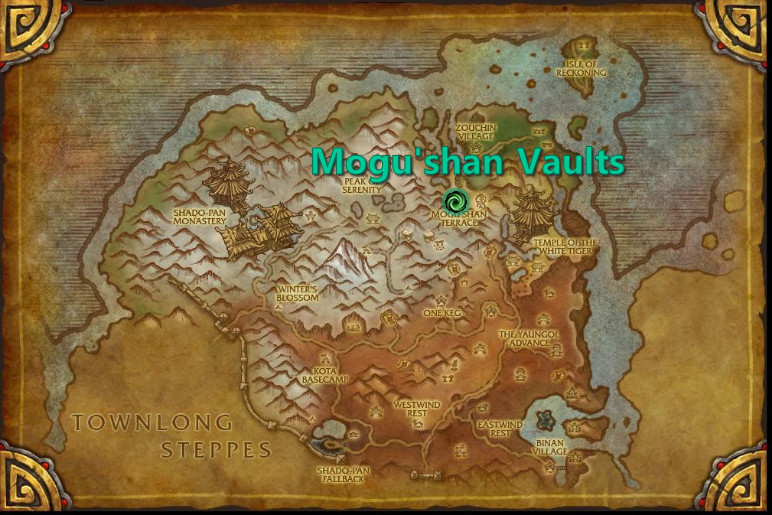 ISLE OF
RECKONING
ZOUCHIN
VILLAGE
Mogu'shan Vaults
PEAK OF
SERENITY
SHADO-PAN
MONASTERY
MOGU'SHAN
TERRACE
TEMPLE OF THE
WHITE TIGER
WINTER'S
BLOSSOM
ONE KEG
THE YAUNGOL
ADVANCE
KOTA
BASECAMP
WESTWIND
REST
EASTWIND
REST
BINAN
VILLAGE
TOWNLONG
STEPPES
SHADO-PAN
FALLBACK